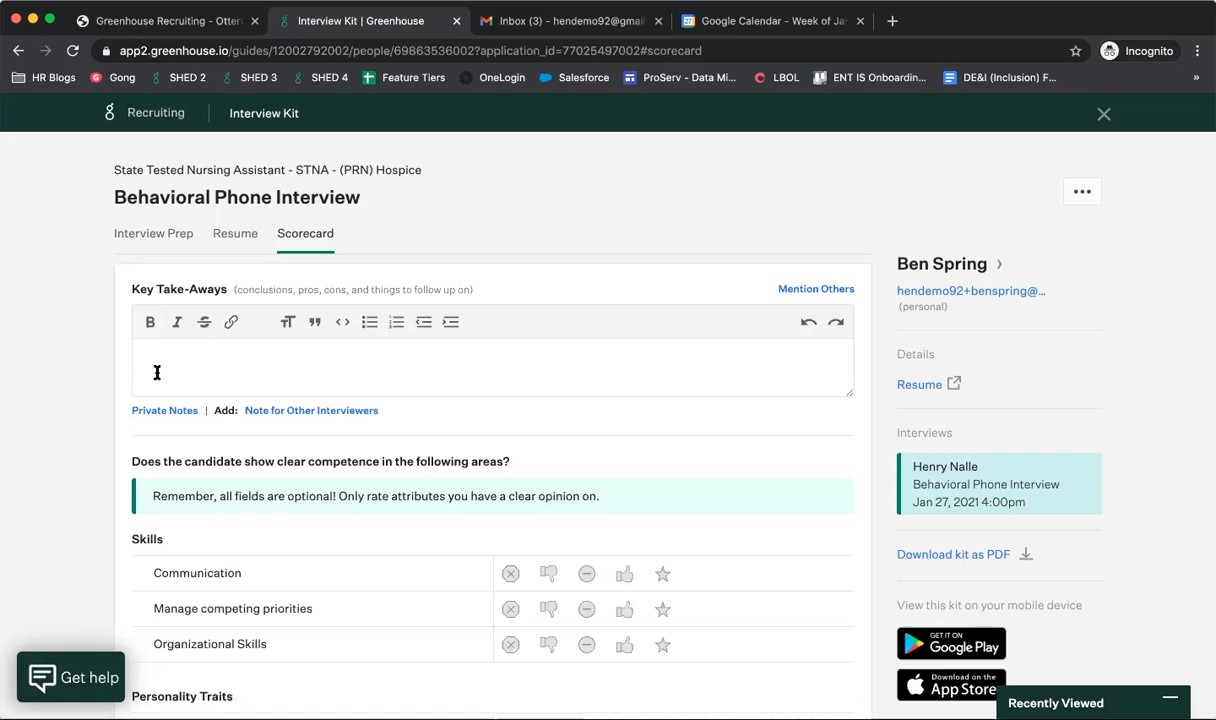 Greenhouse Recruiting - Otter
Interview Kit | Greenhouse
Inbox (3) - hendemo92@gmail
Google Calendar - Week of Jan
app2.greenhouse.io/guides/12002792002/people/69863536002?application_id=77025497002#scorecard
Incognito
HR Blogs
Gong
SHED 2
SHED 3
SHED 4
Feature Tiers
OneLogin
Salesforce
ProServ - Data Mi...
LBOL
ENT IS Onboardin...
DE&I (Inclusion) F...
»
Recruiting
Interview Kit
State Tested Nursing Assistant - STNA - (PRN) Hospice
Behavioral Phone Interview
Interview Prep
Resume
Scorecard
Key Take-Aways (conclusions, pros, cons, and things to follow up on)
Mention Others
Private Notes | Add: Note for Other Interviewers
Does the candidate show clear competence in the following areas?
Remember, all fields are optional! Only rate attributes you have a clear opinion on.
Skills
Communication
Manage competing priorities
Organizational Skills
Personality Traits
Ben Spring
hendemo92+benspring@...
(personal)
Details
Resume
Interviews
Henry Nalle
Behavioral Phone Interview
Jan 27, 2021 4:00pm
Download kit as PDF
View this kit on your mobile device
GET IT ON
Google Play
Download on the
App Store
Get help
Recently Viewed